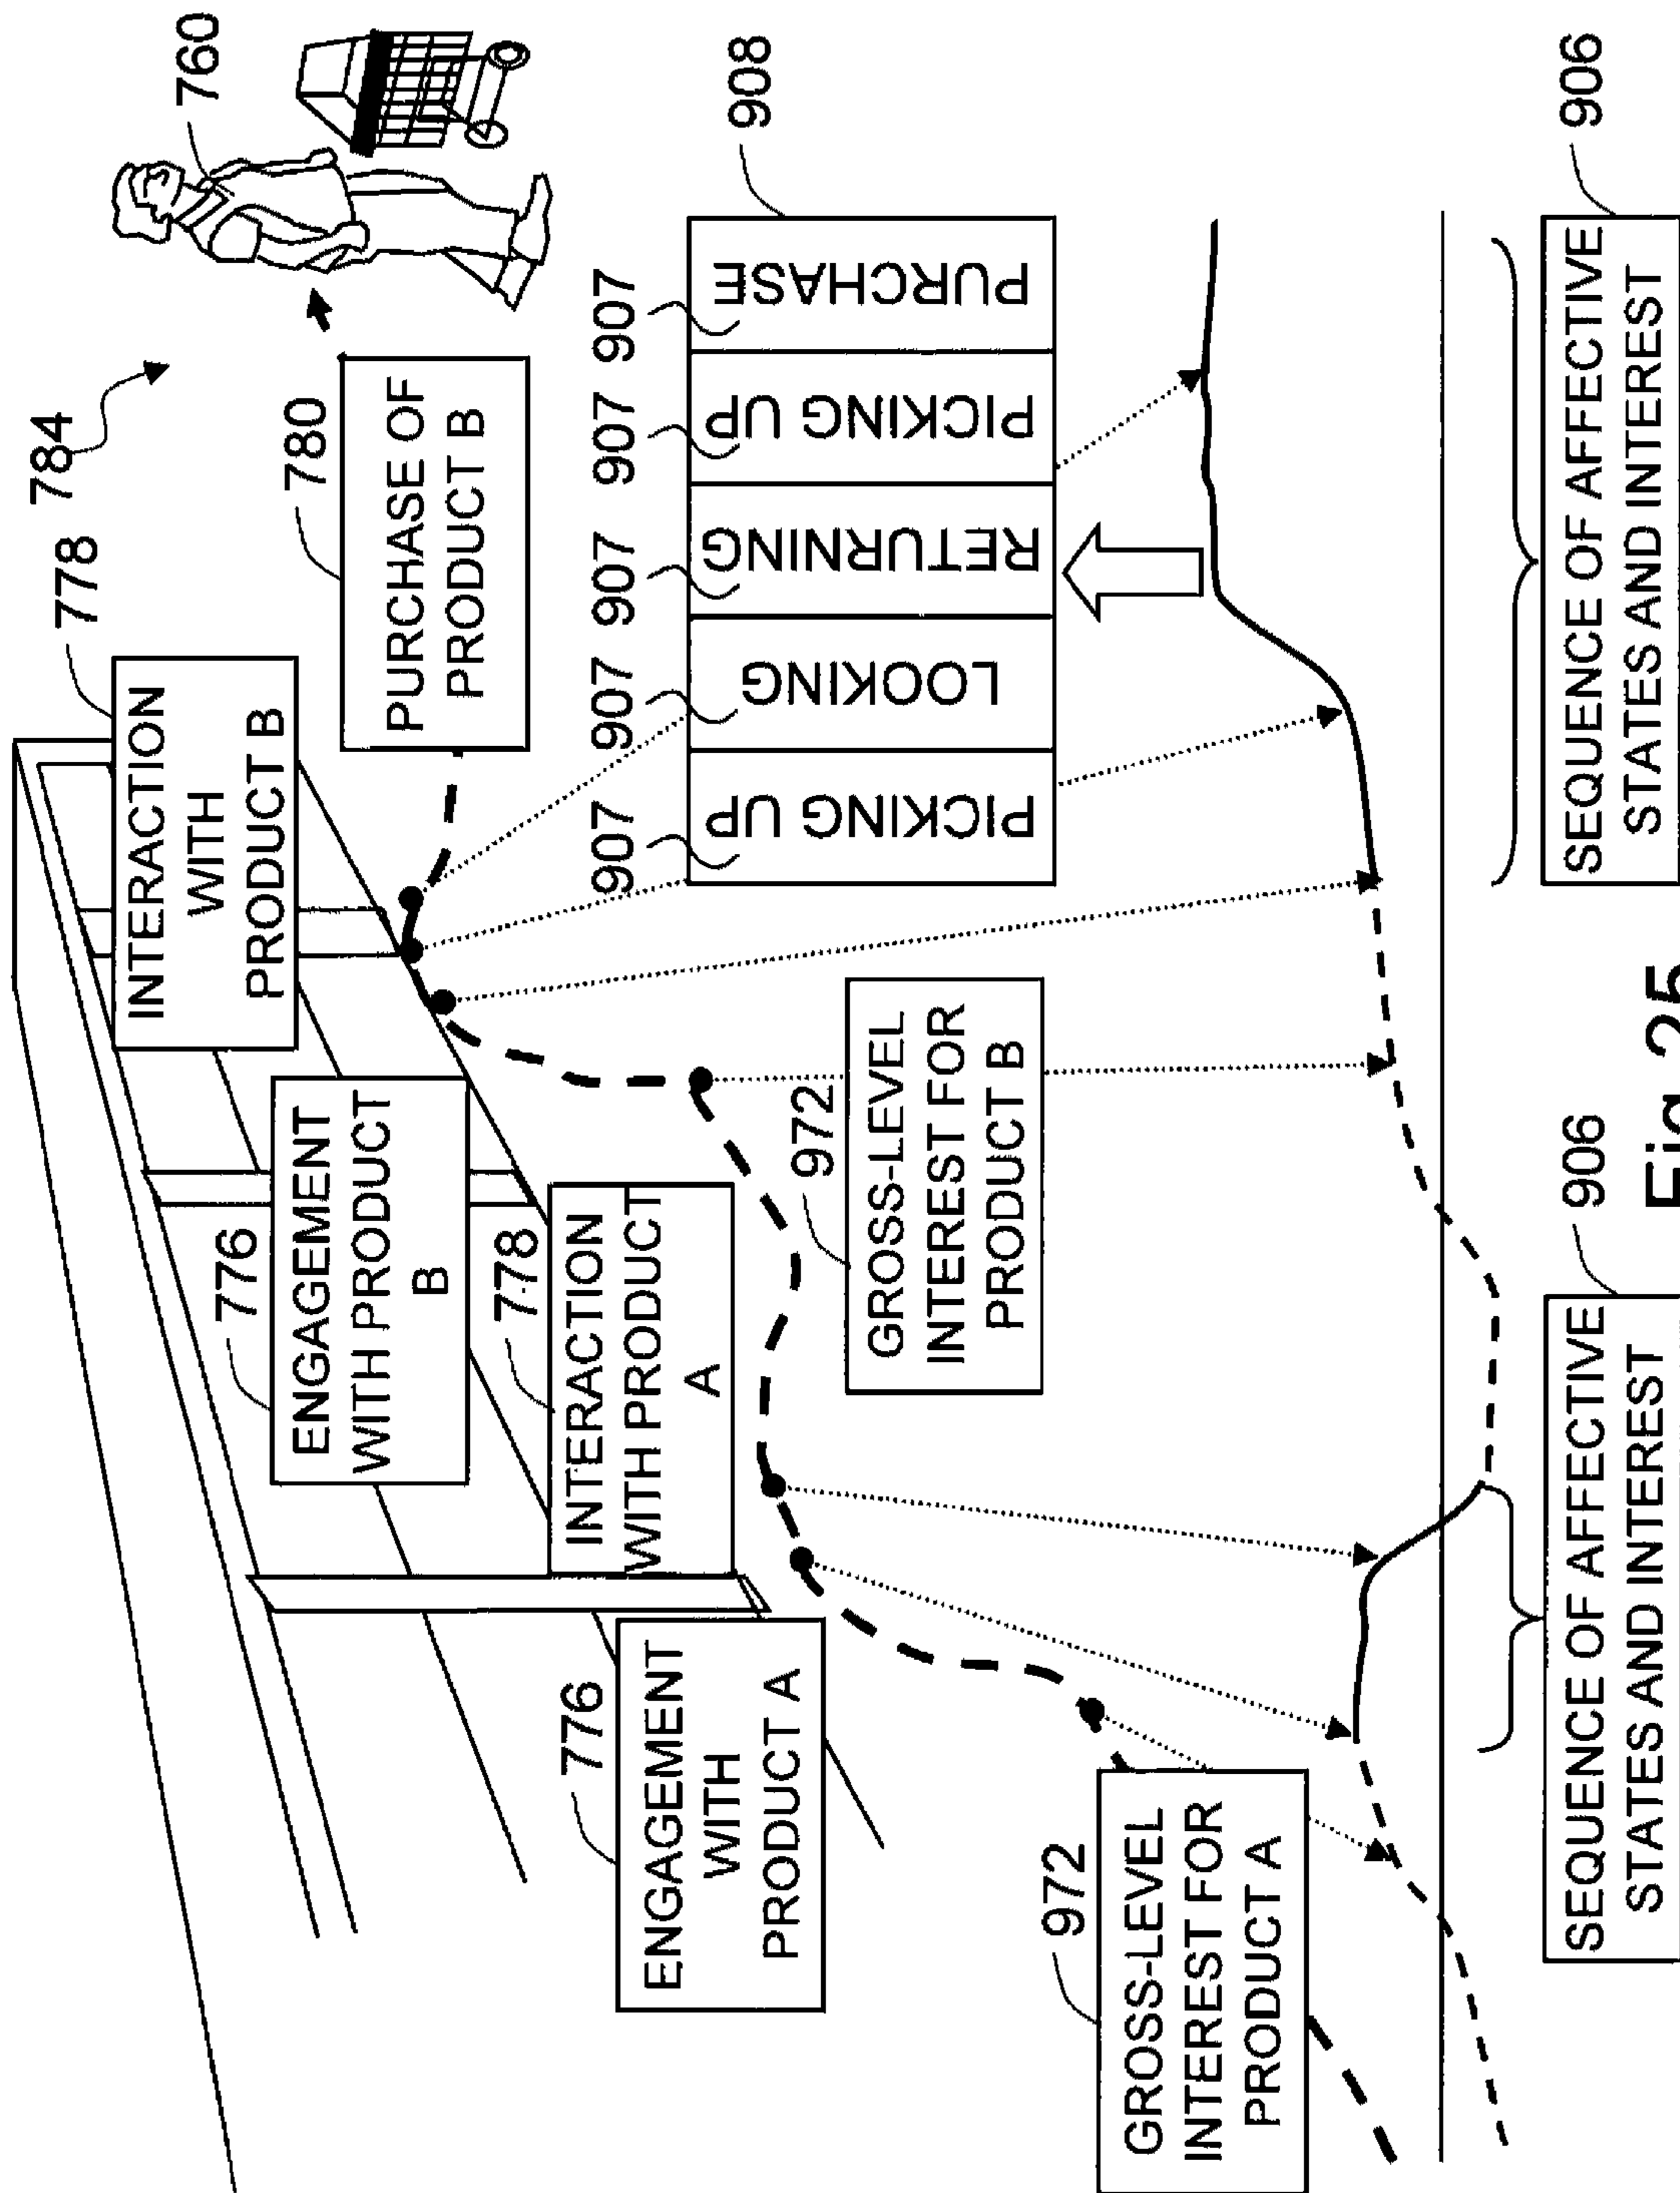 784
760
778
INTERACTION
WITH
PRODUCT B
776
ENGAGEMENT
WITH PRODUCT
B
780
PURCHASE OF
PRODUCT B
778
INTERACTION
WITH PRODUCT
A
776
ENGAGEMENT
WITH
PRODUCT A
907
907
907
907
907
908
PICKING UP
LOOKING
RETURNING
PICKING UP
PURCHASE
972
GROSS-LEVEL
INTEREST FOR
PRODUCT B
972
GROSS-LEVEL
INTEREST FOR
PRODUCT A
906
SEQUENCE OF AFFECTIVE
STATES AND INTEREST
906
SEQUENCE OF AFFECTIVE
STATES AND INTEREST
Fig. 25